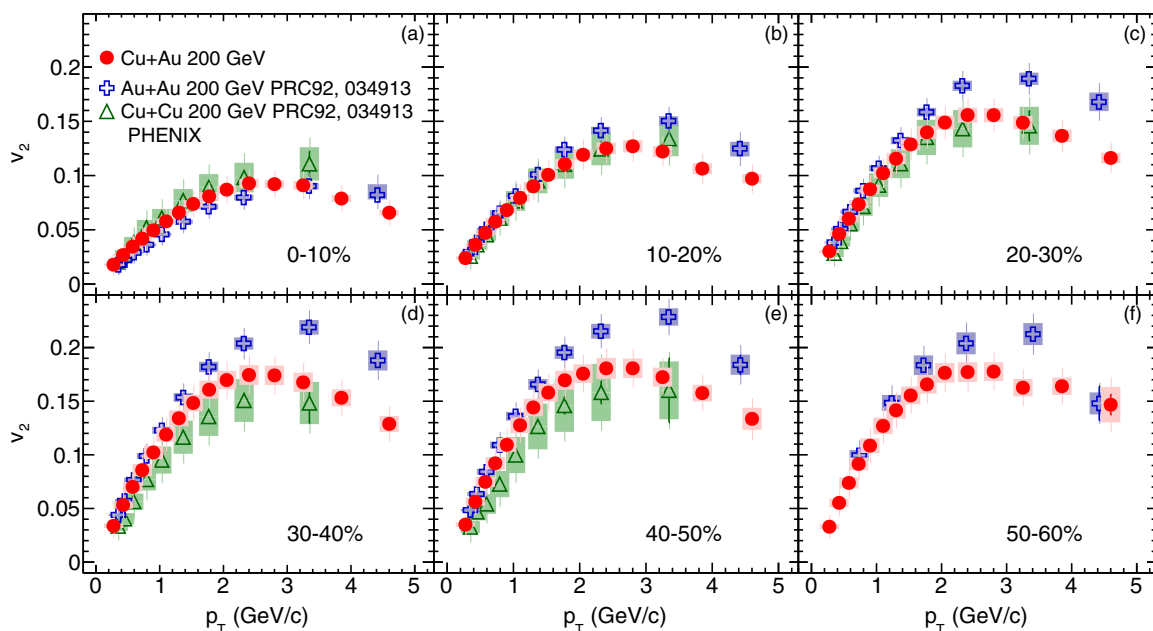 (a)
(b)
(c)
0.2
Cu+Au 200 GeV
Au+Au 200 GeV PRC92, 034913
Cu+Cu 200 GeV PRC92, 034913
PHENIX
0.15
v2
0.1
0.05
0-10%
10-20%
20-30%
0
(d)
(e)
(f)
0.2
0.15
v2
0.1
0.05
30-40%
40-50%
50-60%
0
0 1 2 3 4 5 6 0 1 2 3 4 5 6 0 1 2 3 4 5
pT (GeV/c) pT (GeV/c) pT (GeV/c)